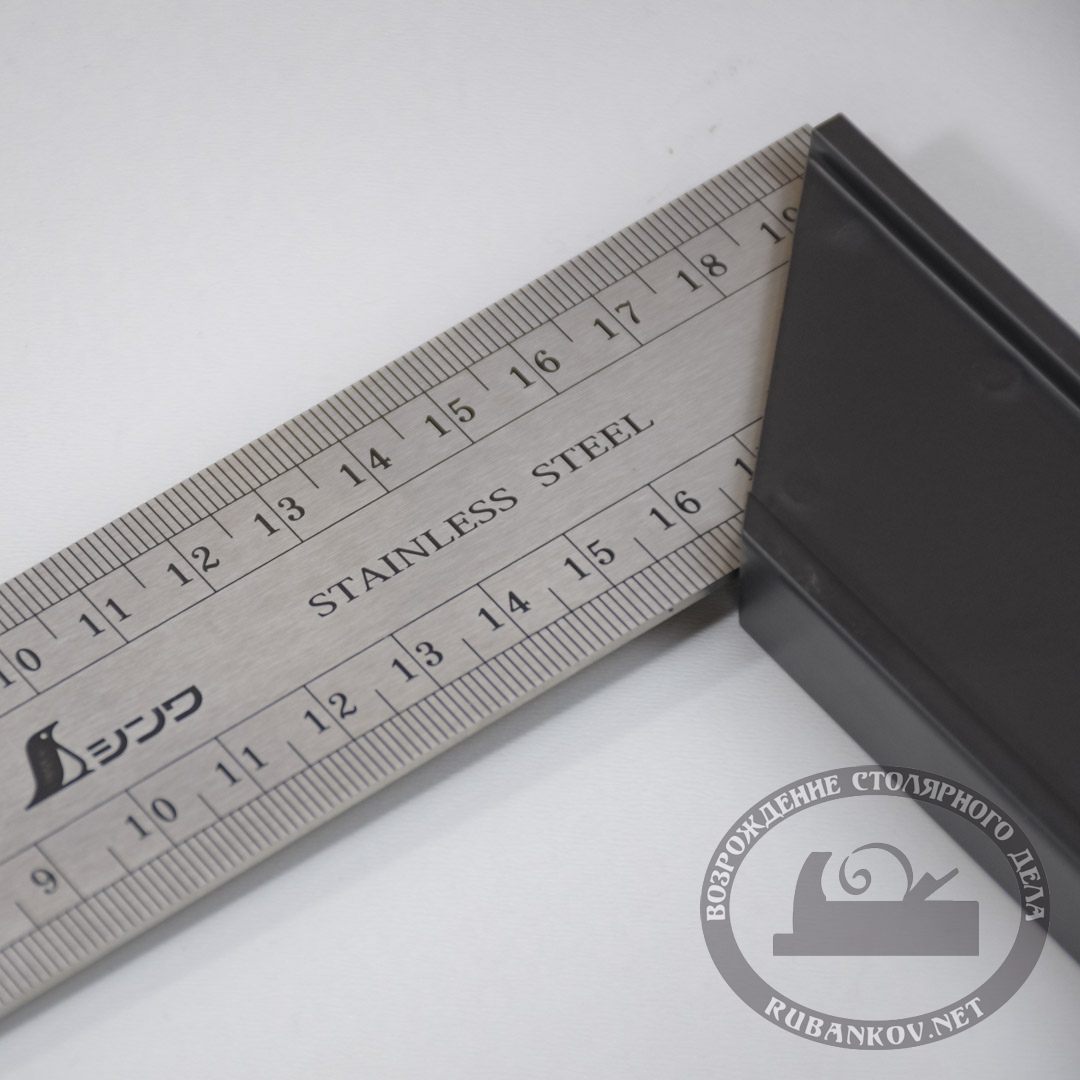 10 11 12 13 14 15 16 17 18 19
STAINLESS STEEL
シンワ
9 10 11 12 13 14 15 16
ВОЗРОЖДЕНИЕ СТОЛЯРНОГО ДЕЛА
RUBANKOV.NET